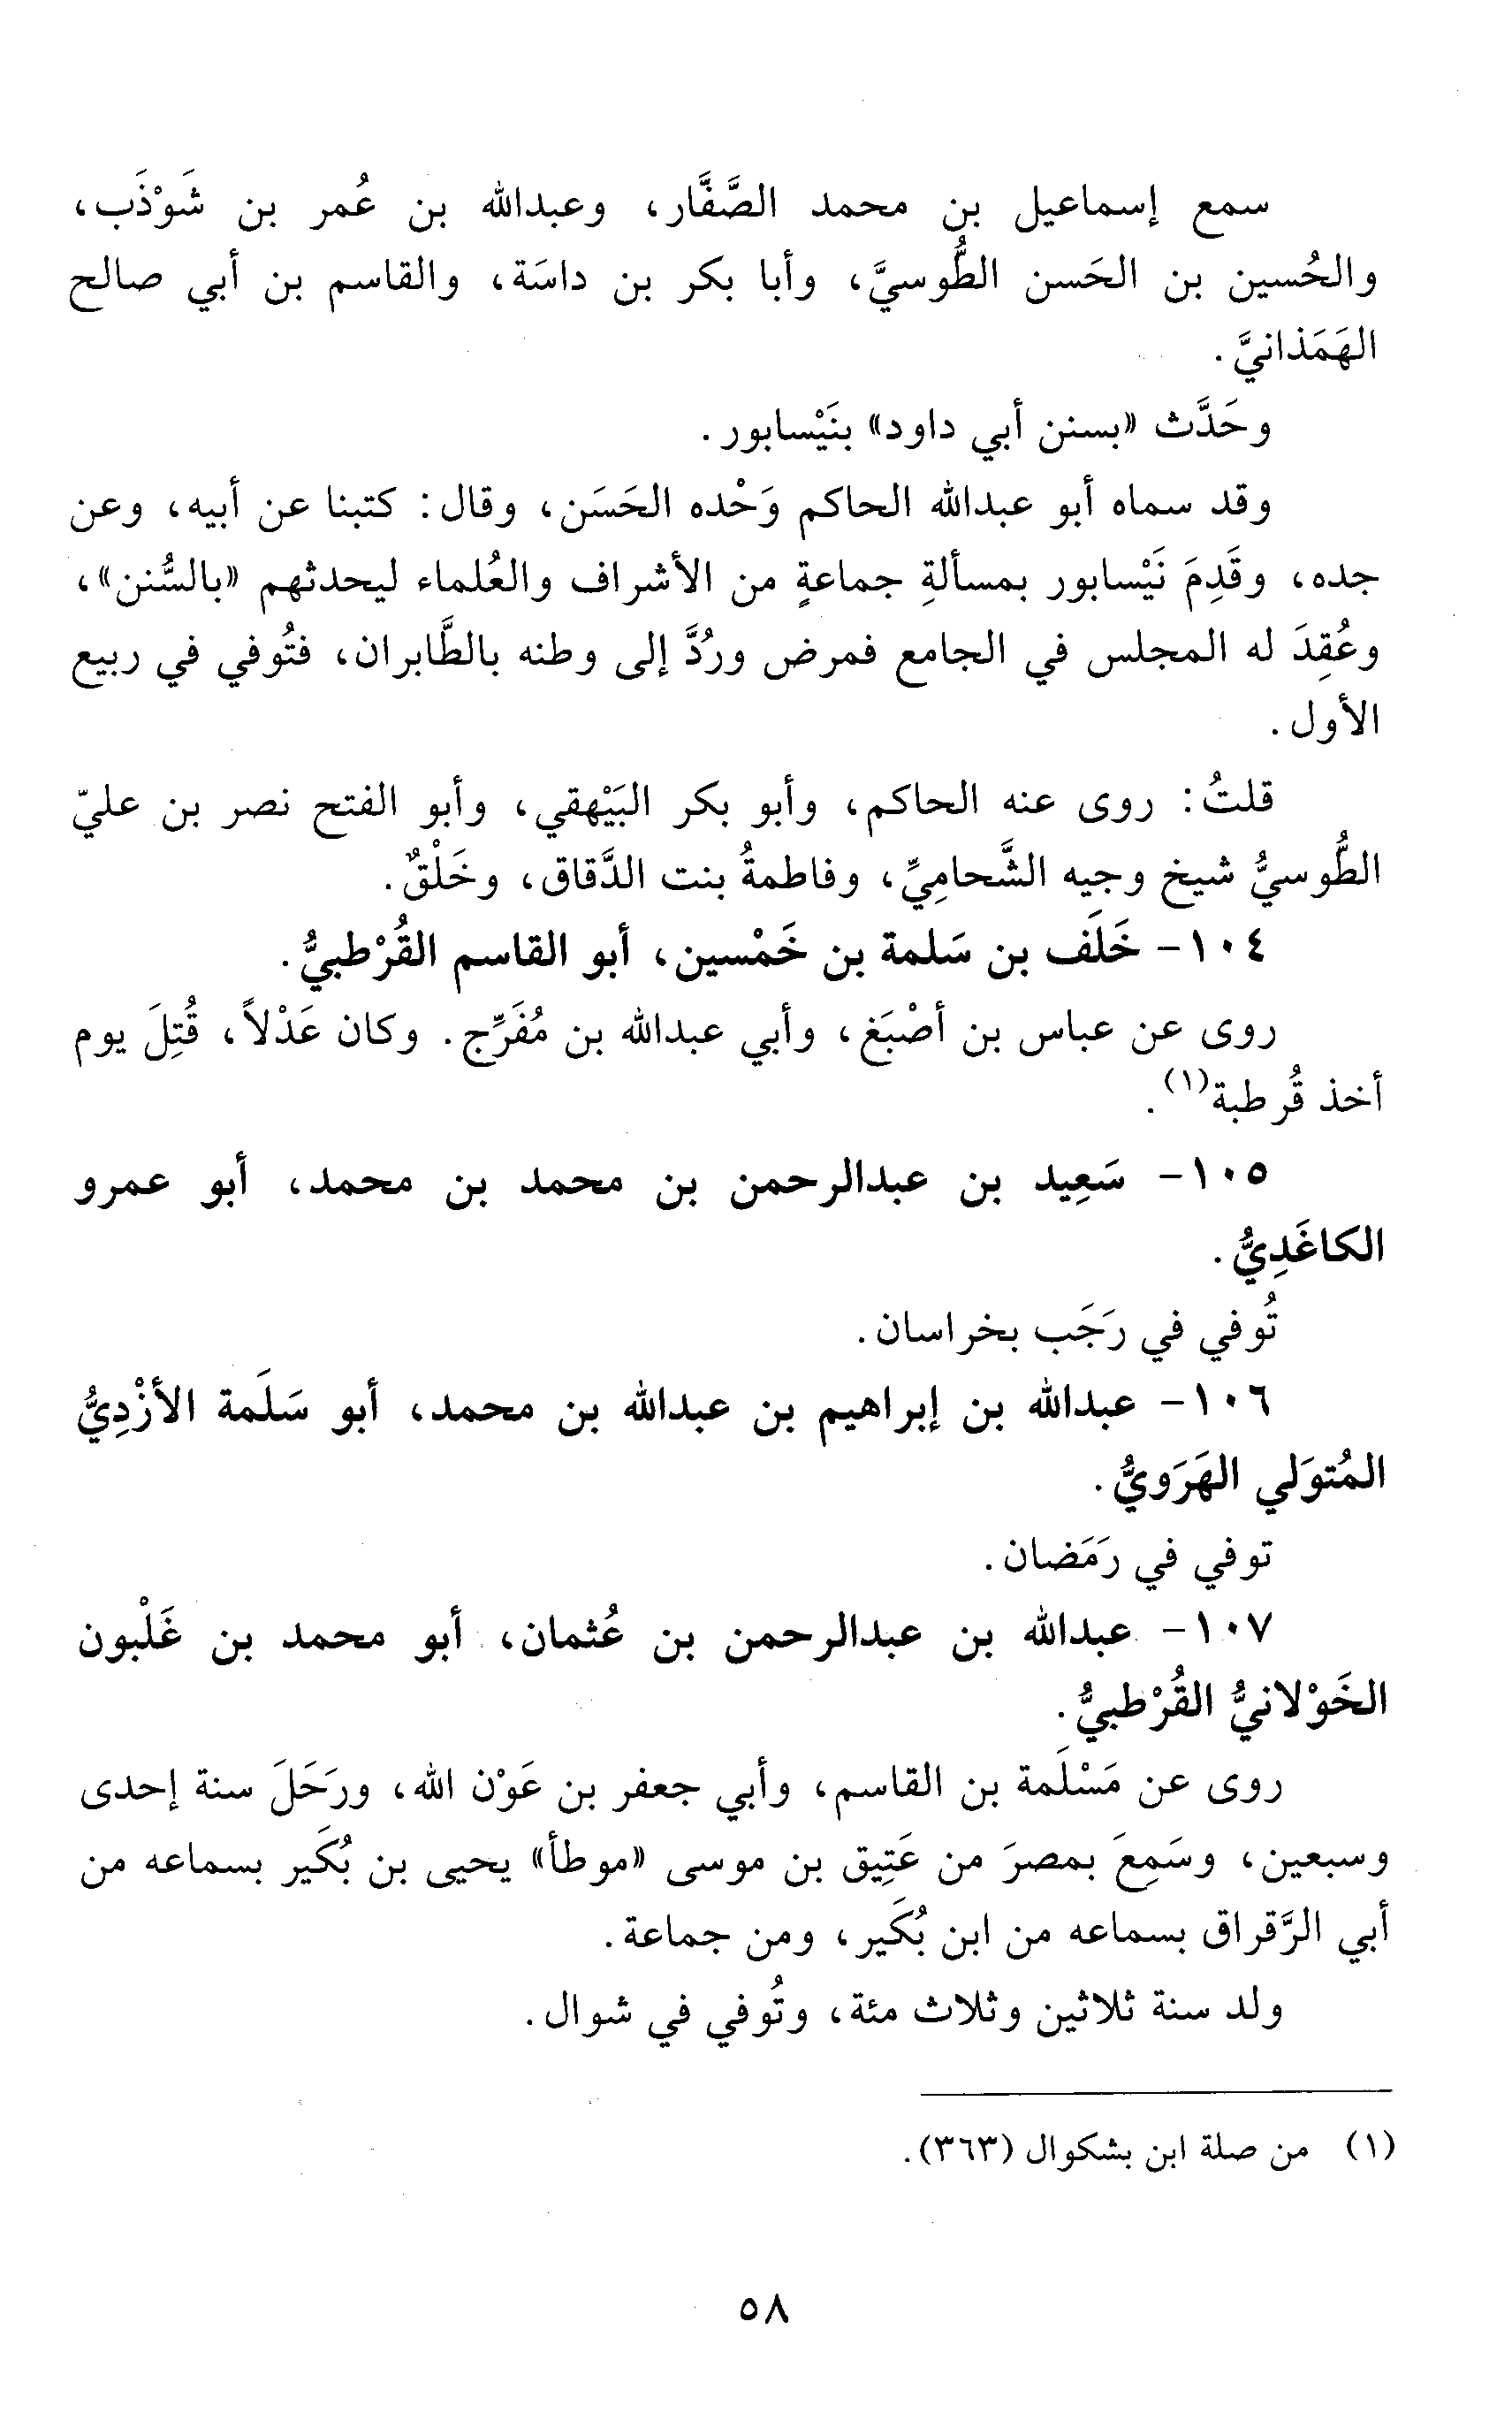 سمع إسماعيل بن محمد الصَّفَّار، وعبدالله بن عُمر بن شَوْذَب،
والحُسين بن الحَسن الطُّوسيَّ، وأبا بكر بن داسَة، والقاسم بن أبي صالح
الهَمَذانيَّ.
وحَدَّث «بسنن أبي داود» بنَيْسابور.
وقد سماه أبو عبدالله الحاكم وَحْده الحَسَن، وقال: كتبنا عن أبيه، وعن
جده، وقَدِمَ نَيْسابور بمسألةِ جماعةٍ من الأشراف والعُلماء ليحدثهم «بالسُّنن»،
وعُقِدَ له المجلس في الجامع فمرض ورُدَّ إلى وطنه بالطَّابران، فتُوفي في ربيع
الأول.
قلتُ: روى عنه الحاكم، وأبو بكر البَيْهقي، وأبو الفتح نصر بن عليّ
الطُّوسيُّ شيخ وجيه الشَّحامِيِّ، وفاطمةُ بنت الدَّقاق، وخَلْقٌ.
١٠٤- خَلَف بن سَلمة بن خَمْسين، أبو القاسم القُرْطبيُّ.
روى عن عباس بن أصْبَغ، وأبي عبدالله بن مُفَرِّج. وكان عَدْلاً، قُتِلَ يوم
أخذ قُرطبة(١).
١٠٥- سَعِيد بن عبدالرحمن بن محمد بن محمد، أبو عمرو
الكاغَدِيُّ.
تُوفي في رَجَب بخراسان.
١٠٦- عبدالله بن إبراهيم بن عبدالله بن محمد، أبو سَلَمة الأزْدِيُّ
المُتوَلي الهَرَويُّ.
توفي في رَمَضان.
١٠٧- عبدالله بن عبدالرحمن بن عُثمان، أبو محمد بن غَلْبون
الخَوْلانيُّ القُرْطبيُّ.
روى عن مَسْلَمة بن القاسم، وأبي جعفر بن عَوْن الله، ورَحَلَ سنة إحدى
وسبعين، وسَمِعَ بمصرَ من عَتِيق بن موسى «موطأ» يحيى بن بُكَير بسماعه من
أبي الرَّقراق بسماعه من ابن بُكَير، ومن جماعة.
ولد سنة ثلاثين وثلاث مئة، وتُوفي في شوال.
(١) من صلة ابن بشكوال (٣٦٣).
٥٨